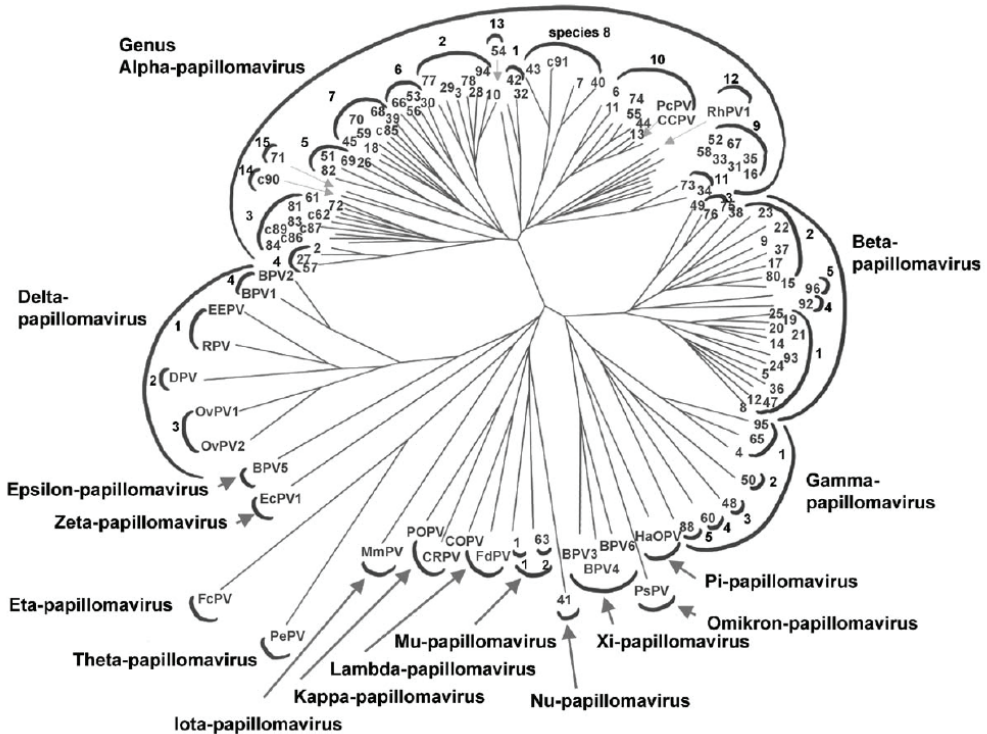 Genus
Alpha-papillomavirus
13
54
2
1
species 8
94
42
43
c91
77
78
29
3
28
10
32
7
40
10
6
11
74
55
44
13
PcPV
CCPV
12
RhPV1
6
53
66
30
56
7
68
39
c85
70
59
45
18
5
51
69
26
82
15
71
14
c90
3
61
81
72
83
c62
c89
c87
c86
84
4
2
27
57
9
52
67
58
33
35
31
16
11
73
34
3
49
75
76
38
23
22
2
9
37
17
80
15
5
96
92
4
25
19
20
21
14
1
93
24
5
36
12
47
8
Beta-
papillomavirus
95
65
4
1
50
2
48
3
60
4
88
5
Gamma-
papillomavirus
Delta-
papillomavirus
4
BPV2
BPV1
1
EEPV
RPV
2
DPV
3
OvPV1
OvPV2
BPV5
Epsilon-papillomavirus
EcPV1
Zeta-papillomavirus
FcPV
Eta-papillomavirus
PePV
Theta-papillomavirus
MmPV
Iota-papillomavirus
POPV
CRPV
Kappa-papillomavirus
COPV
FdPV
Lambda-papillomavirus
1
63
1
2
Mu-papillomavirus
41
Nu-papillomavirus
BPV3
BPV6
BPV4
Xi-papillomavirus
PsPV
Omikron-papillomavirus
HaOPV
Pi-papillomavirus